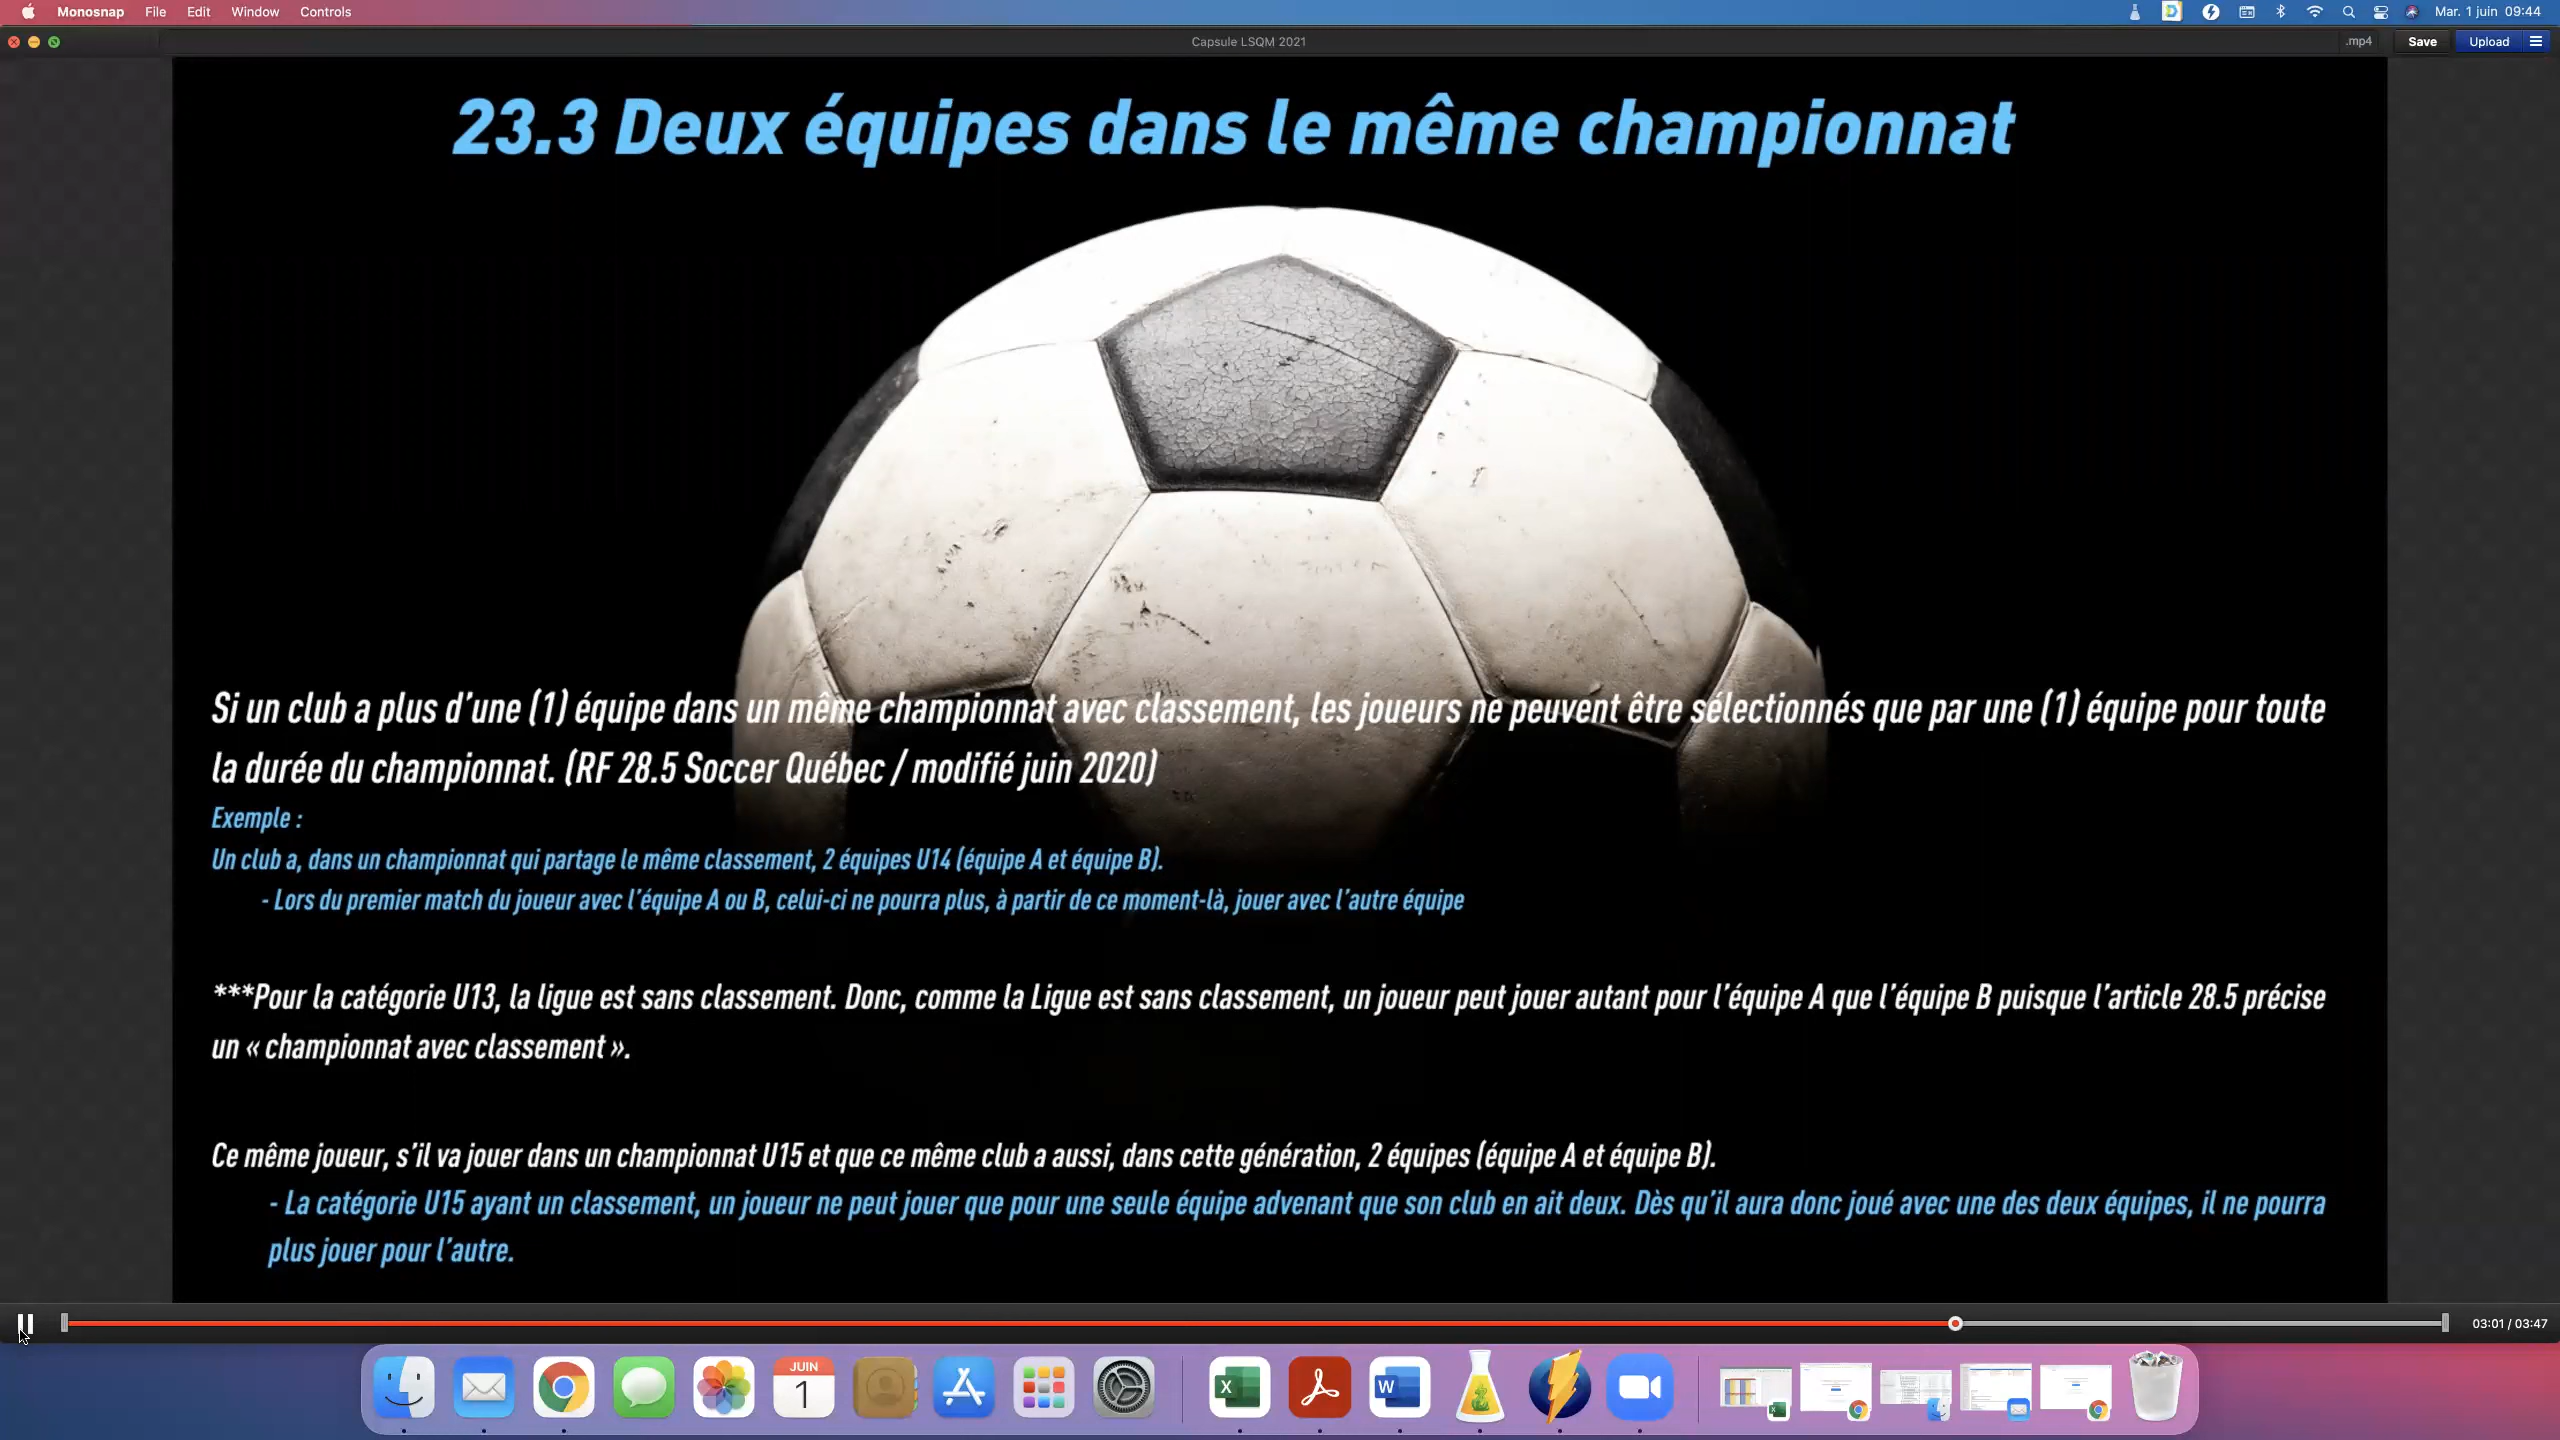 Monosnap File Edit Window Controls
Mar. 1 juin 09:44
Capsule LSQM 2021
.mp4 Save Upload
23.3 Deux équipes dans le même championnat
Si un club a plus d’une (1) équipe dans un même championnat avec classement, les joueurs ne peuvent être sélectionnés que par une (1) équipe pour toute
la durée du championnat. (RF 28.5 Soccer Québec / modifié juin 2020)
Exemple :
Un club a, dans un championnat qui partage le même classement, 2 équipes U14 (équipe A et équipe B).
- Lors du premier match du joueur avec l’équipe A ou B, celui-ci ne pourra plus, à partir de ce moment-là, jouer avec l’autre équipe
***Pour la catégorie U13, la ligue est sans classement. Donc, comme la Ligue est sans classement, un joueur peut jouer autant pour l’équipe A que l’équipe B puisque l’article 28.5 précise
un « championnat avec classement ».
Ce même joueur, s’il va jouer dans un championnat U15 et que ce même club a aussi, dans cette génération, 2 équipes (équipe A et équipe B).
- La catégorie U15 ayant un classement, un joueur ne peut jouer que pour une seule équipe advenant que son club en ait deux. Dès qu’il aura donc joué avec une des deux équipes, il ne pourra
plus jouer pour l’autre.
03:01 / 03:47
JUIN
1
X
W